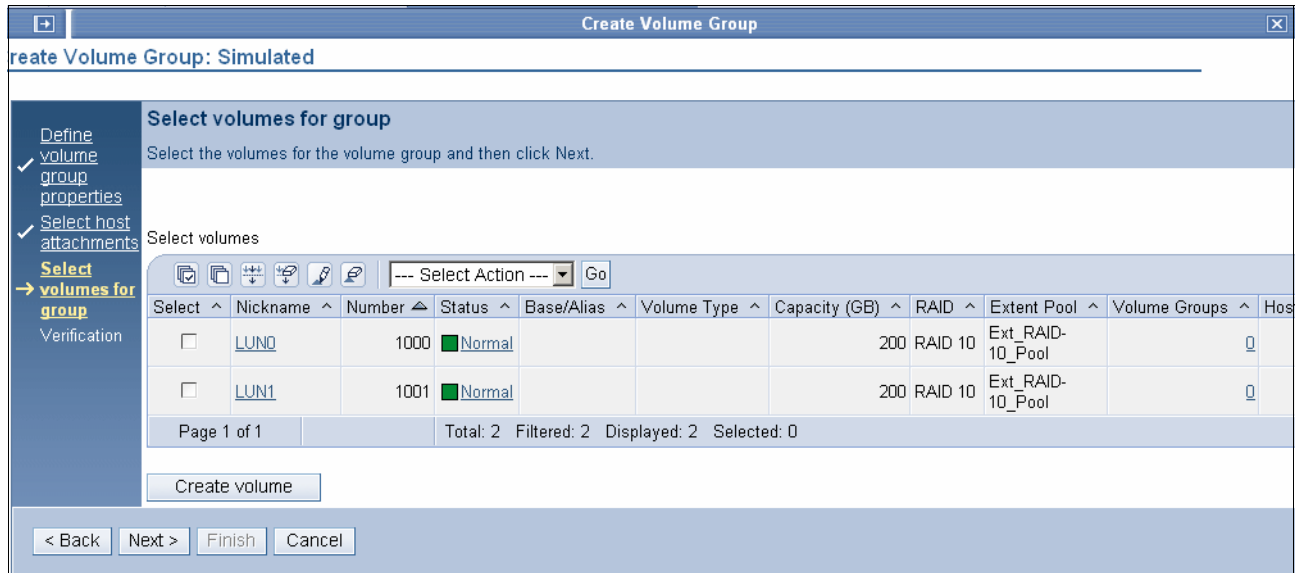 Create Volume Group
reate Volume Group: Simulated
Define
volume
group
properties
Select host
attachments
Select
volumes for
group
Verification
Select volumes for group
Select the volumes for the volume group and then click Next.
Select volumes
--- Select Action --- Go
Select Nickname Number Status Base/Alias Volume Type Capacity (GB) RAID Extent Pool Volume Groups Hos
LUN0 1000 Normal 200 RAID 10 Ext_RAID-
10_Pool 0
LUN1 1001 Normal 200 RAID 10 Ext_RAID-
10_Pool 0
Page 1 of 1 Total: 2 Filtered: 2 Displayed: 2 Selected: 0
Create volume
< Back Next > Finish Cancel